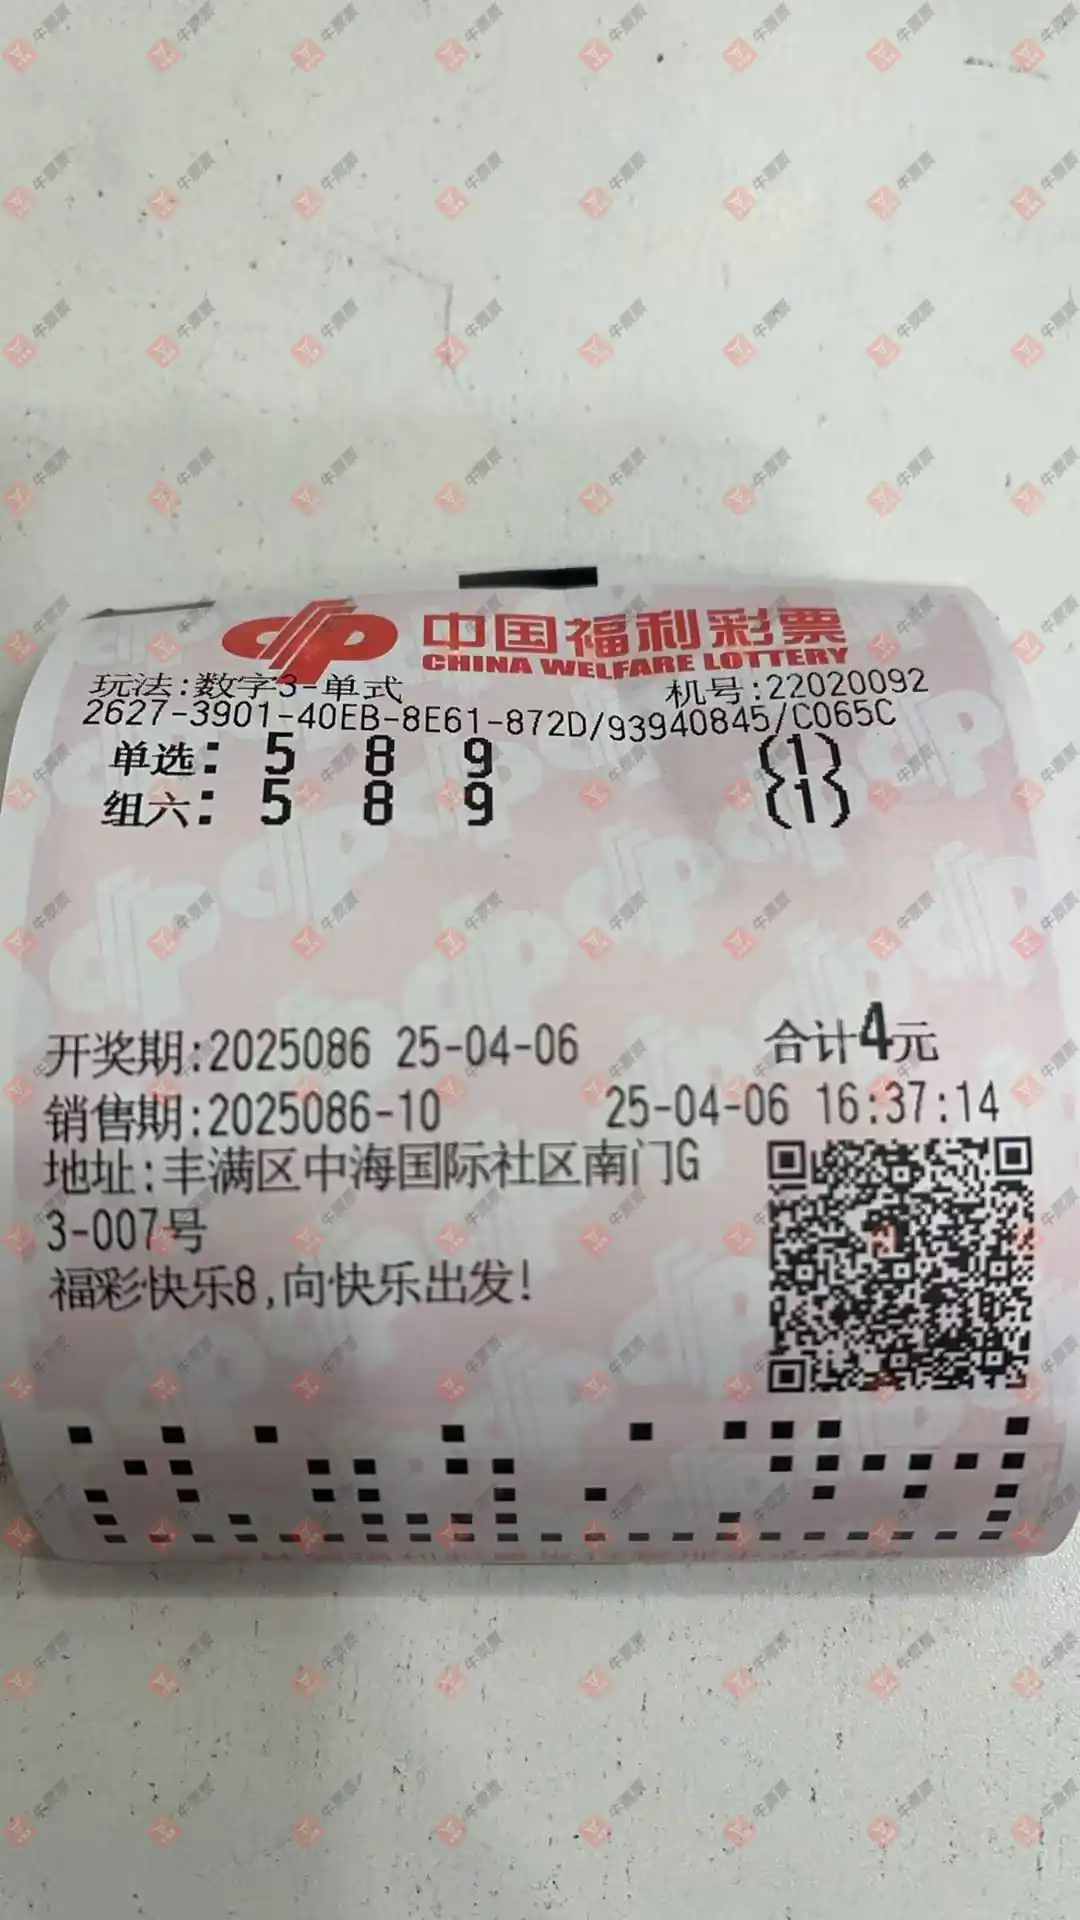 中国福利彩票
CHINA WELFARE LOTTERY
玩法:数字3-单式 机号:22020092
2627-3901-40EB-8E61-872D/93940845/C065C
单选: 5 8 9 (1)
组六: 5 8 9 (1)
开奖期:2025086 25-04-06 合计4元
销售期:2025086-10 25-04-06 16:37:14
地址:丰满区中海国际社区南门G
3-007号
福彩快乐8,向快乐出发!
牛票票